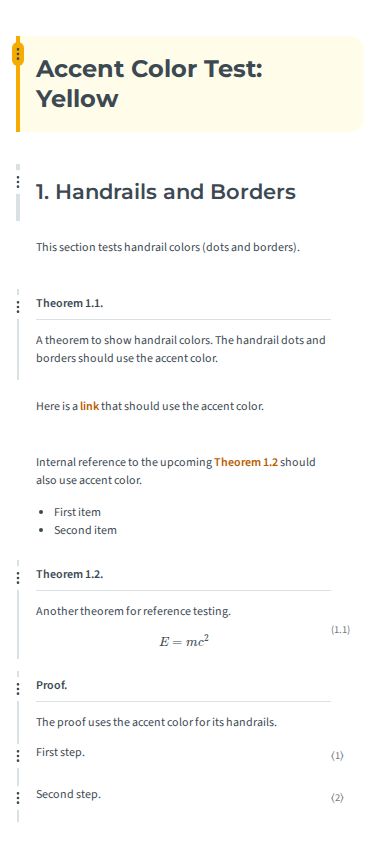 Accent Color Test:
Yellow
1. Handrails and Borders
This section tests handrail colors (dots and borders).
Theorem 1.1.
A theorem to show handrail colors. The handrail dots and
borders should use the accent color.
Here is a link that should use the accent color.
Internal reference to the upcoming Theorem 1.2 should
also use accent color.
• First item
• Second item
Theorem 1.2.
Another theorem for reference testing.
E = mc² (1.1)
Proof.
The proof uses the accent color for its handrails.
First step. ⟨1⟩
Second step. ⟨2⟩